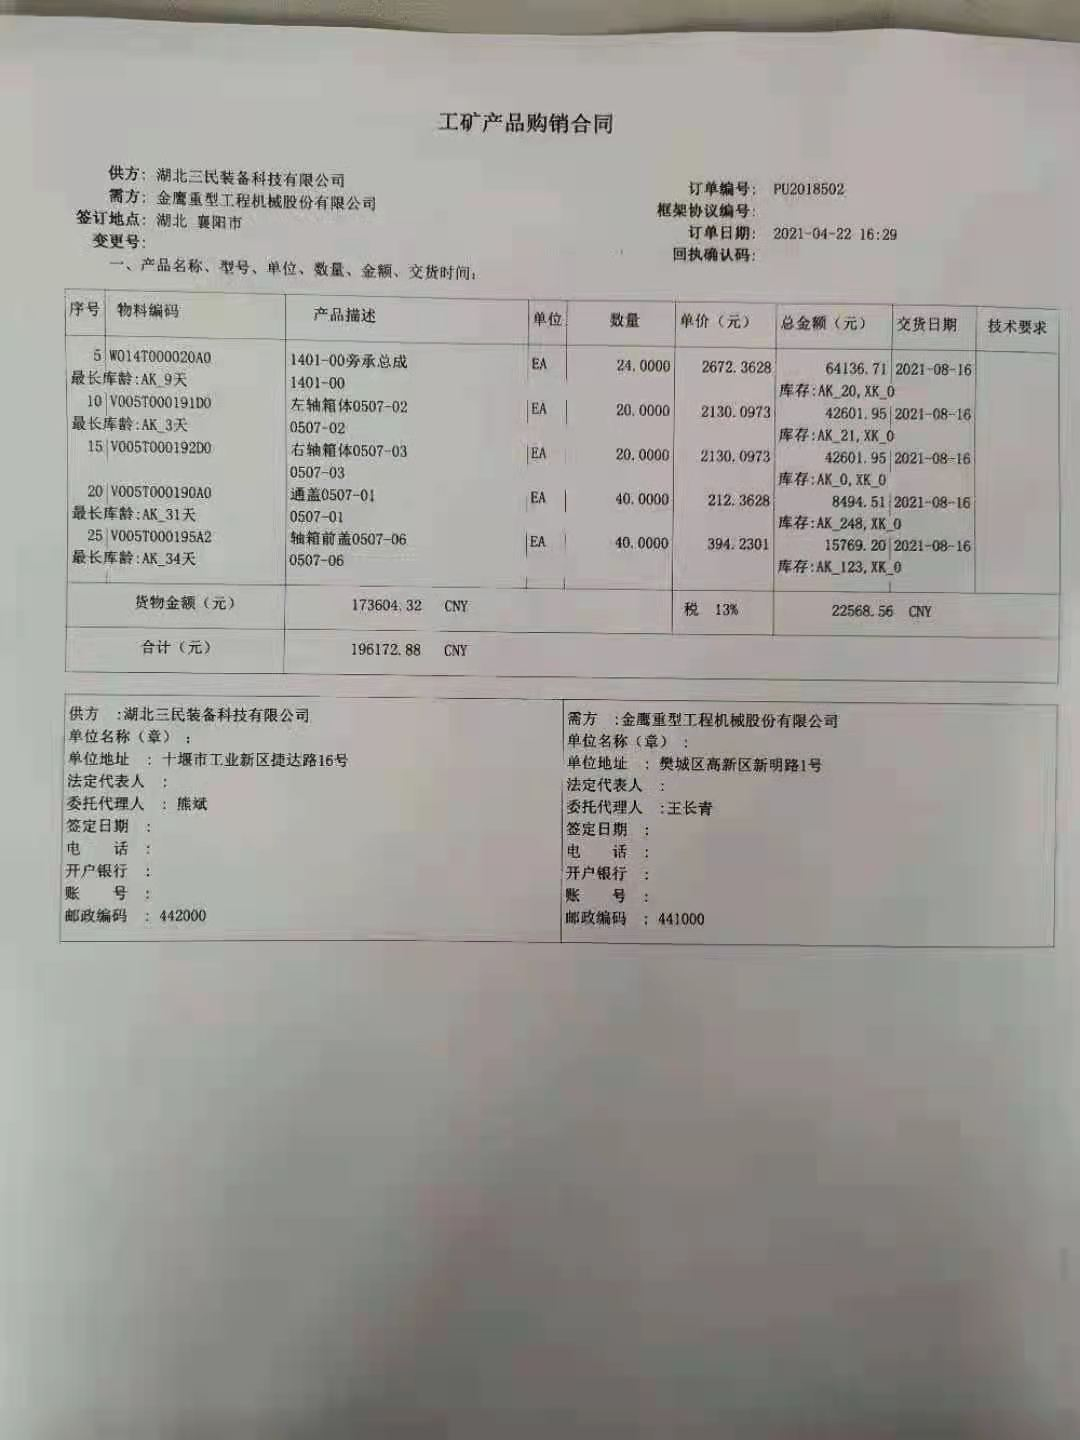 工矿产品购销合同
供方: 湖北三民装备科技有限公司
需方: 金鹰重型工程机械股份有限公司
签订地点: 湖北 襄阳市
变更号:
订单编号: PU2018502
框架协议编号:
订单日期: 2021-04-22 16:29
回执确认码:
一、产品名称、型号、单位、数量、金额、交货时间:
序号 物料编码 产品描述 单位 数量 单价(元) 总金额(元) 交货日期 技术要求
5 W014T000020A0 1401-00旁承总成 EA 24.0000 2672.3628 64136.71 2021-08-16
最长库龄:AK_9天 1401-00 库存:AK_20,XK_0
10 V005T000191D0 左轴箱体0507-02 EA 20.0000 2130.0973 42601.95 2021-08-16
最长库龄:AK_3天 0507-02 库存:AK_21,XK_0
15 V005T000192D0 右轴箱体0507-03 EA 20.0000 2130.0973 42601.95 2021-08-16
0507-03 库存:AK_0,XK_0
20 V005T000190A0 通盖0507-01 EA 40.0000 212.3628 8494.51 2021-08-16
最长库龄:AK_31天 0507-01 库存:AK_248,XK_0
25 V005T000195A2 轴箱前盖0507-06 EA 40.0000 394.2301 15769.20 2021-08-16
最长库龄:AK_34天 0507-06 库存:AK_123,XK_0
货物金额(元) 173604.32 CNY 税 13% 22568.56 CNY
合计(元) 196172.88 CNY
供方 :湖北三民装备科技有限公司
单位名称(章) :
单位地址 : 十堰市工业新区捷达路16号
法定代表人 :
委托代理人 : 熊斌
签定日期 :
电 话 :
开户银行 :
账 号 :
邮政编码 : 442000
需方 :金鹰重型工程机械股份有限公司
单位名称(章) :
单位地址 : 樊城区高新区新明路1号
法定代表人 :
委托代理人 :王长青
签定日期 :
电 话 :
开户银行 :
账 号 :
邮政编码 : 441000